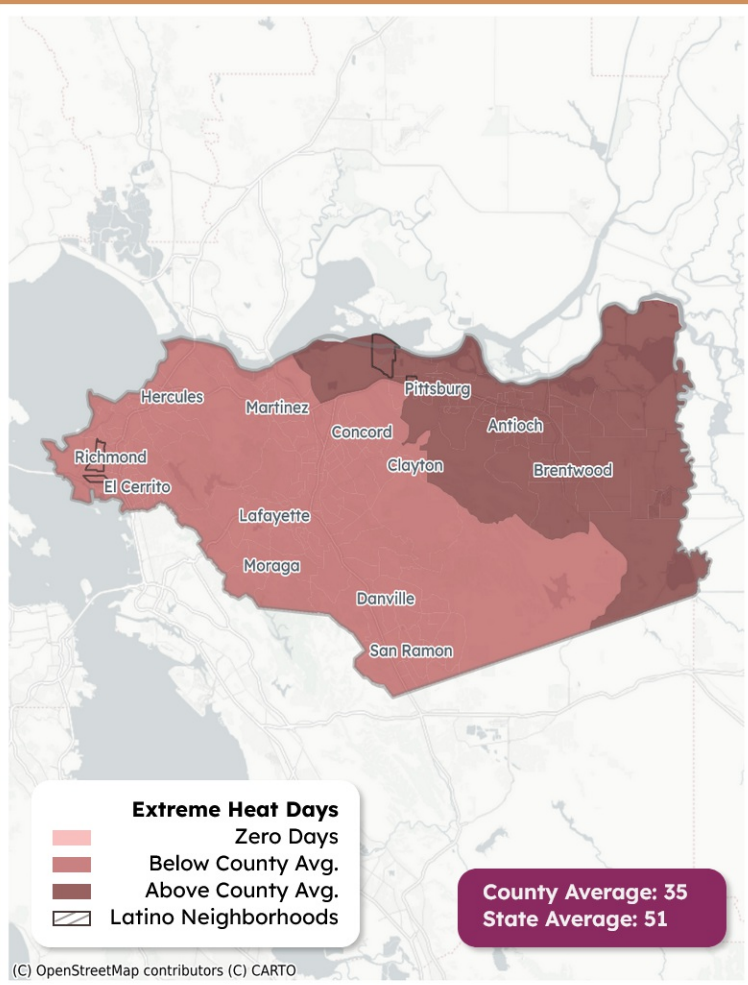 Hercules
Martinez
Pittsburg
Concord
Antioch
Richmond
Clayton
Brentwood
El Cerrito
Lafayette
Moraga
Danville
San Ramon
Extreme Heat Days
Zero Days
Below County Avg.
Above County Avg.
Latino Neighborhoods
County Average: 35
State Average: 51
(C) OpenStreetMap contributors (C) CARTO